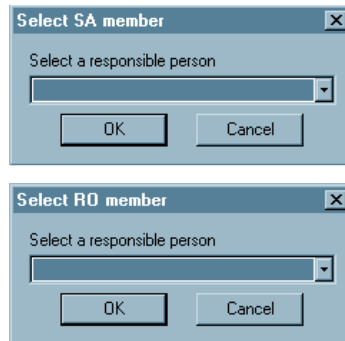 Select SA member
Select a responsible person
OK Cancel
Select RO member
Select a responsible person
OK Cancel